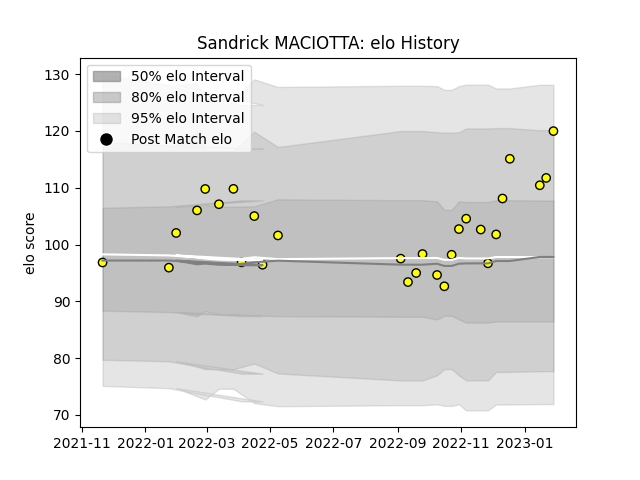 Sandrick MACIOTTA: elo History
50% elo Interval
80% elo Interval
95% elo Interval
Post Match elo
elo score
130
120
110
100
90
80
70
2021-11 2022-01 2022-03 2022-05 2022-07 2022-09 2022-11 2023-01